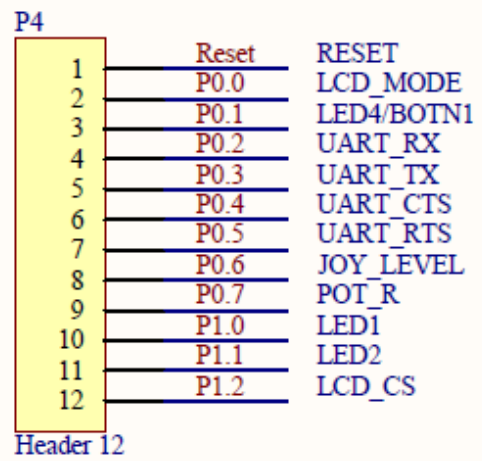 P4
1 Reset RESET
2 P0.0 LCD_MODE
3 P0.1 LED4/BOTN1
4 P0.2 UART_RX
5 P0.3 UART_TX
6 P0.4 UART_CTS
7 P0.5 UART_RTS
8 P0.6 JOY_LEVEL
9 P0.7 POT_R
10 P1.0 LED1
11 P1.1 LED2
12 P1.2 LCD_CS
Header 12